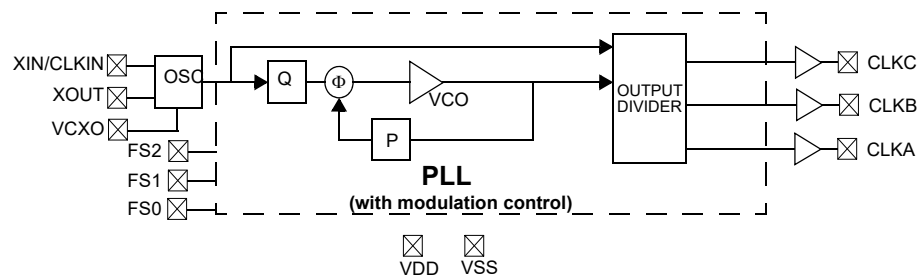 XIN/CLKIN
XOUT
VCXO
FS2
FS1
FS0
OSC
Q
Φ
VCO
P
PLL
(with modulation control)
OUTPUT
DIVIDER
CLKC
CLKB
CLKA
VDD
VSS